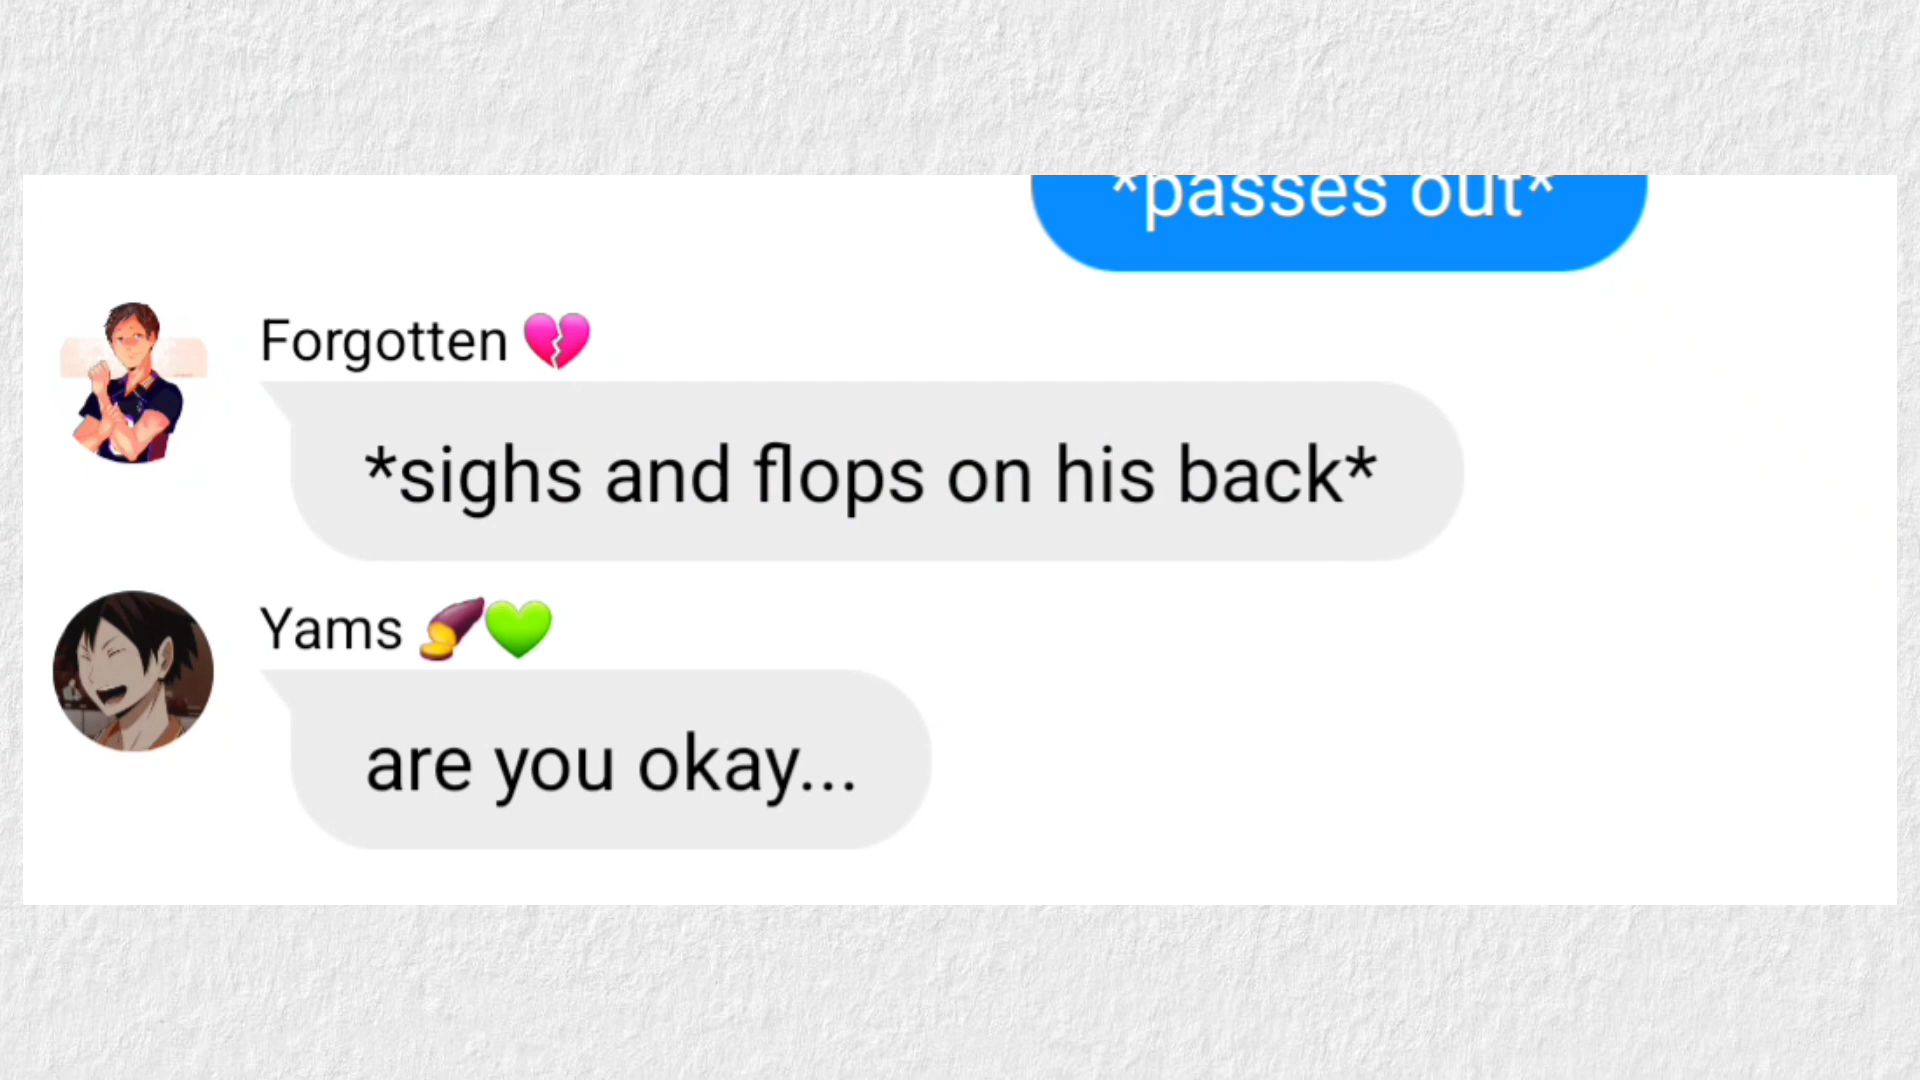 *passes out*
Forgotten 💔
*sighs and flops on his back*
Yams 🍠💚
are you okay...